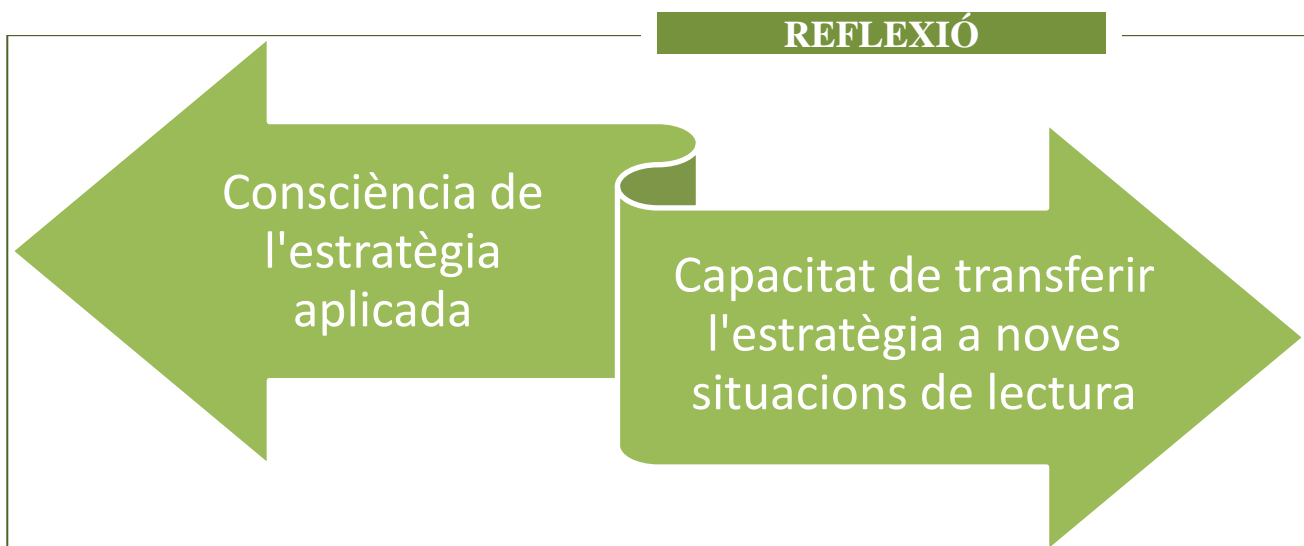 REFLEXIÓ
Consciència de
l'estratègia
aplicada
Capacitat de transferir
l'estratègia a noves
situacions de lectura